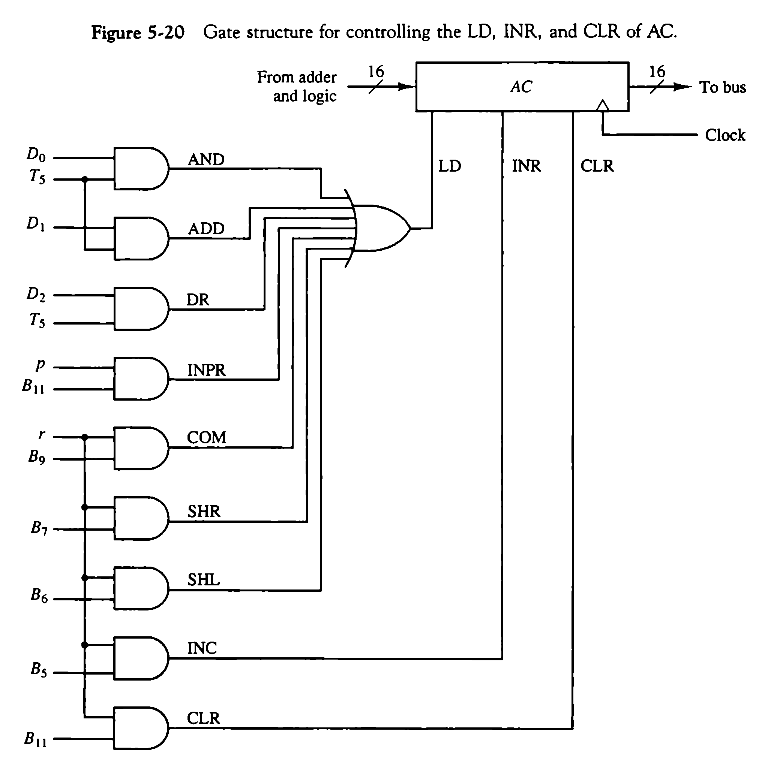 Figure 5-20 Gate structure for controlling the LD, INR, and CLR of AC.
From adder
and logic
16
AC
16
To bus
Clock
LD
INR
CLR
D0
T5
AND
D1
ADD
D2
T5
DR
p
B11
INPR
r
B9
COM
B7
SHR
B6
SHL
B5
INC
B11
CLR